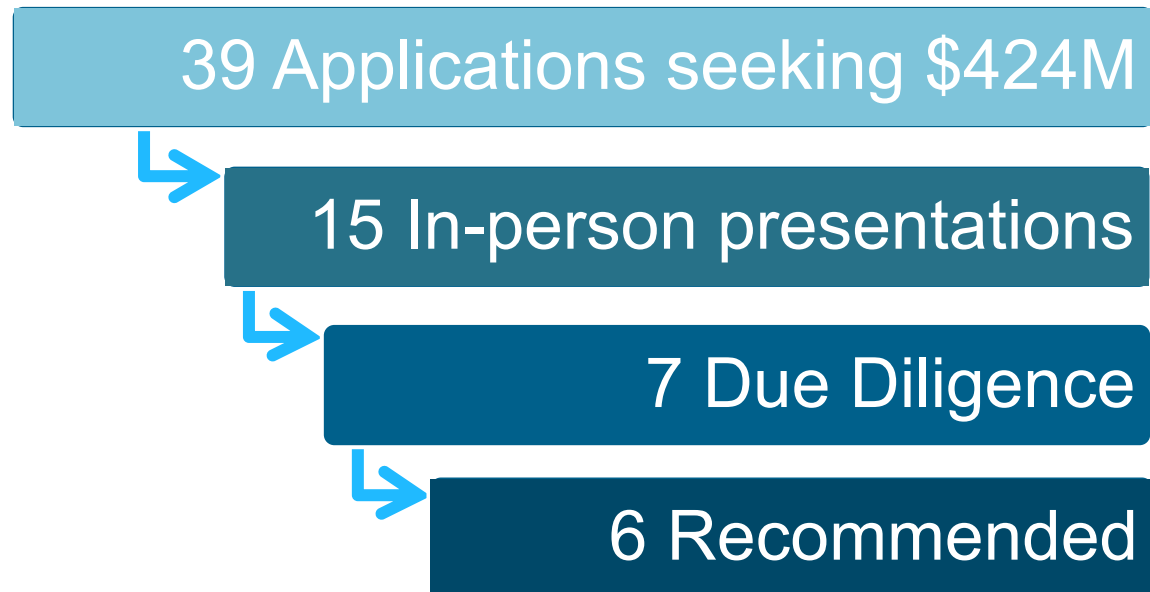 39 Applications seeking $424M
15 In-person presentations
7 Due Diligence
6 Recommended